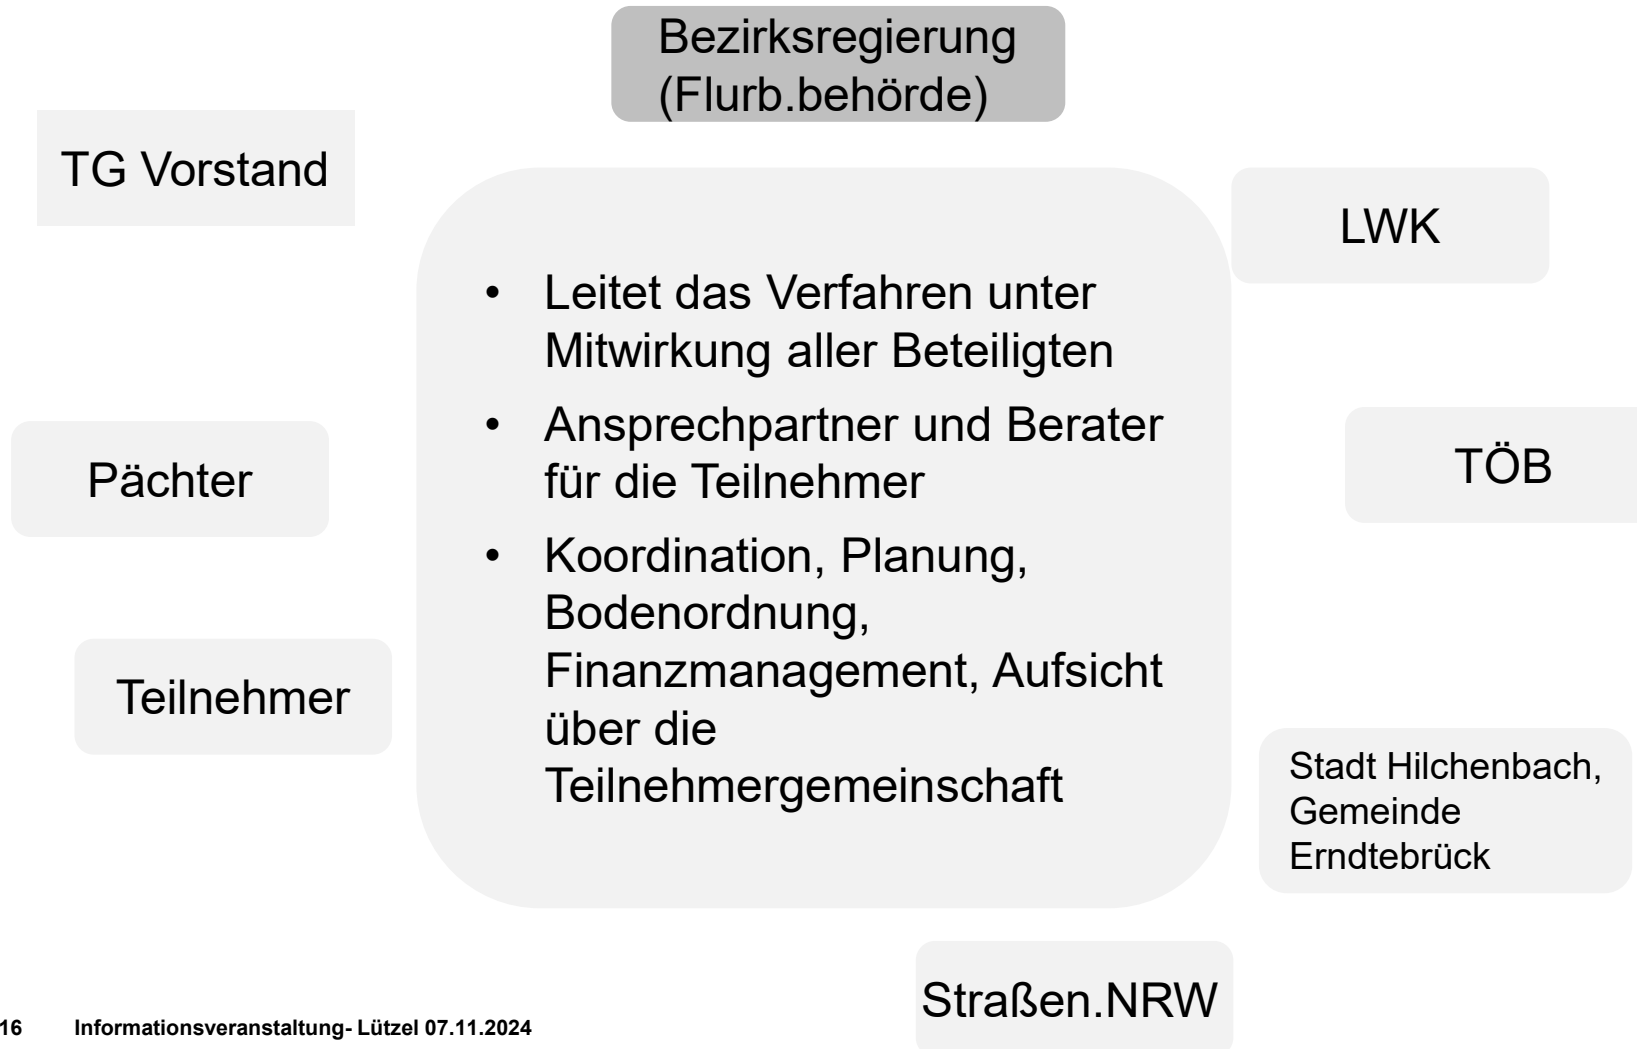 Bezirksregierung
(Flurb.behörde)
TG Vorstand
LWK
• Leitet das Verfahren unter
Mitwirkung aller Beteiligten
• Ansprechpartner und Berater
für die Teilnehmer
• Koordination, Planung,
Bodenordnung,
Finanzmanagement, Aufsicht
über die
Teilnehmergemeinschaft
Pächter
TÖB
Teilnehmer
Stadt Hilchenbach,
Gemeinde
Erndtebrück
Straßen.NRW
16 Informationsveranstaltung- Lützel 07.11.2024